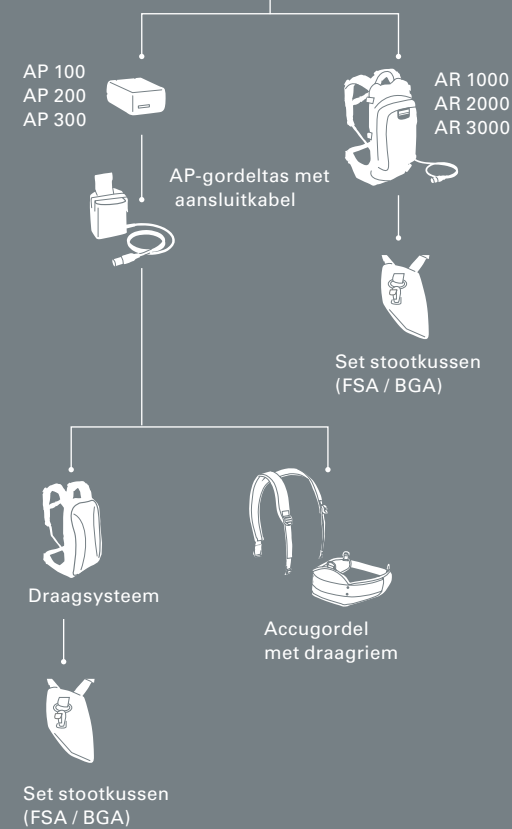 AP 100
AP 200
AP 300
AR 1000
AR 2000
AR 3000
AP-gordeltas met
aansluitkabel
Set stootkussen
(FSA / BGA)
Draagsysteem
Accugordel
met draagriem
Set stootkussen
(FSA / BGA)